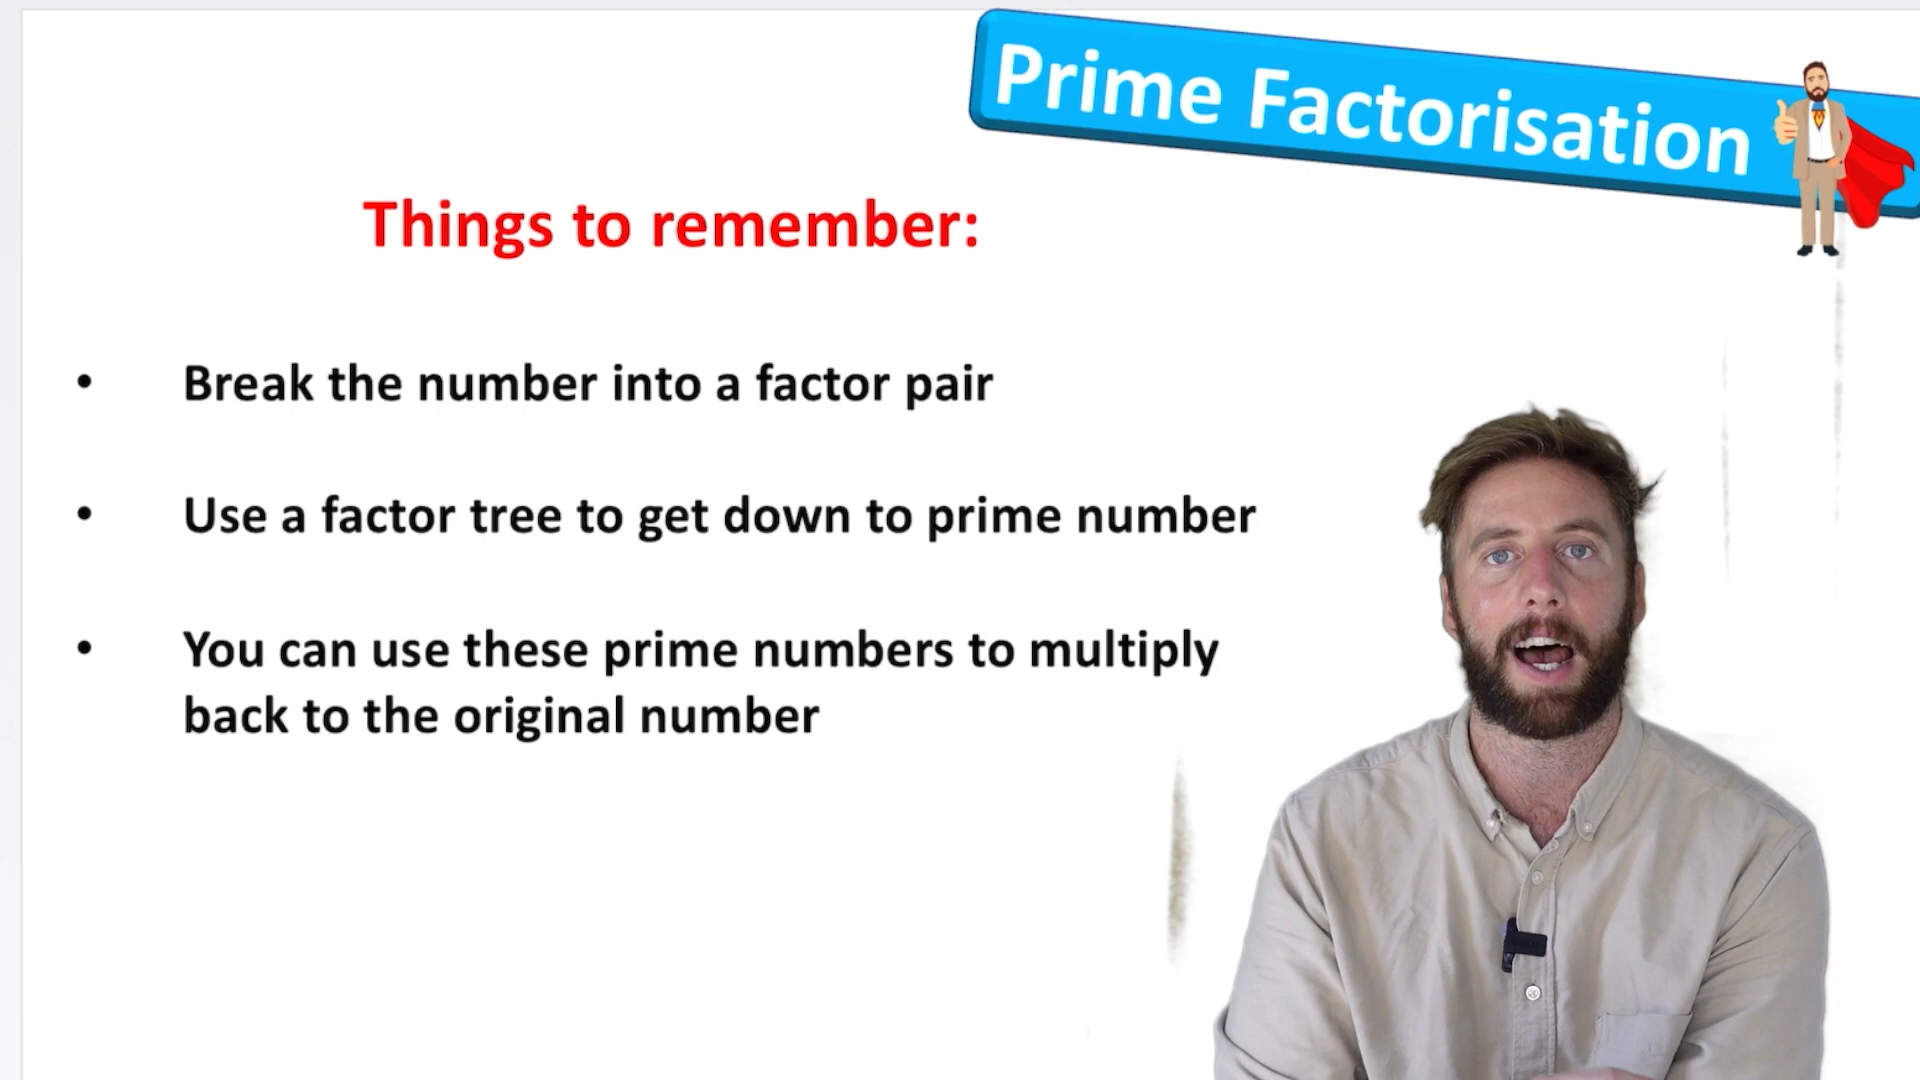 Prime Factorisation
Things to remember:
• Break the number into a factor pair
• Use a factor tree to get down to prime number
• You can use these prime numbers to multiply
back to the original number